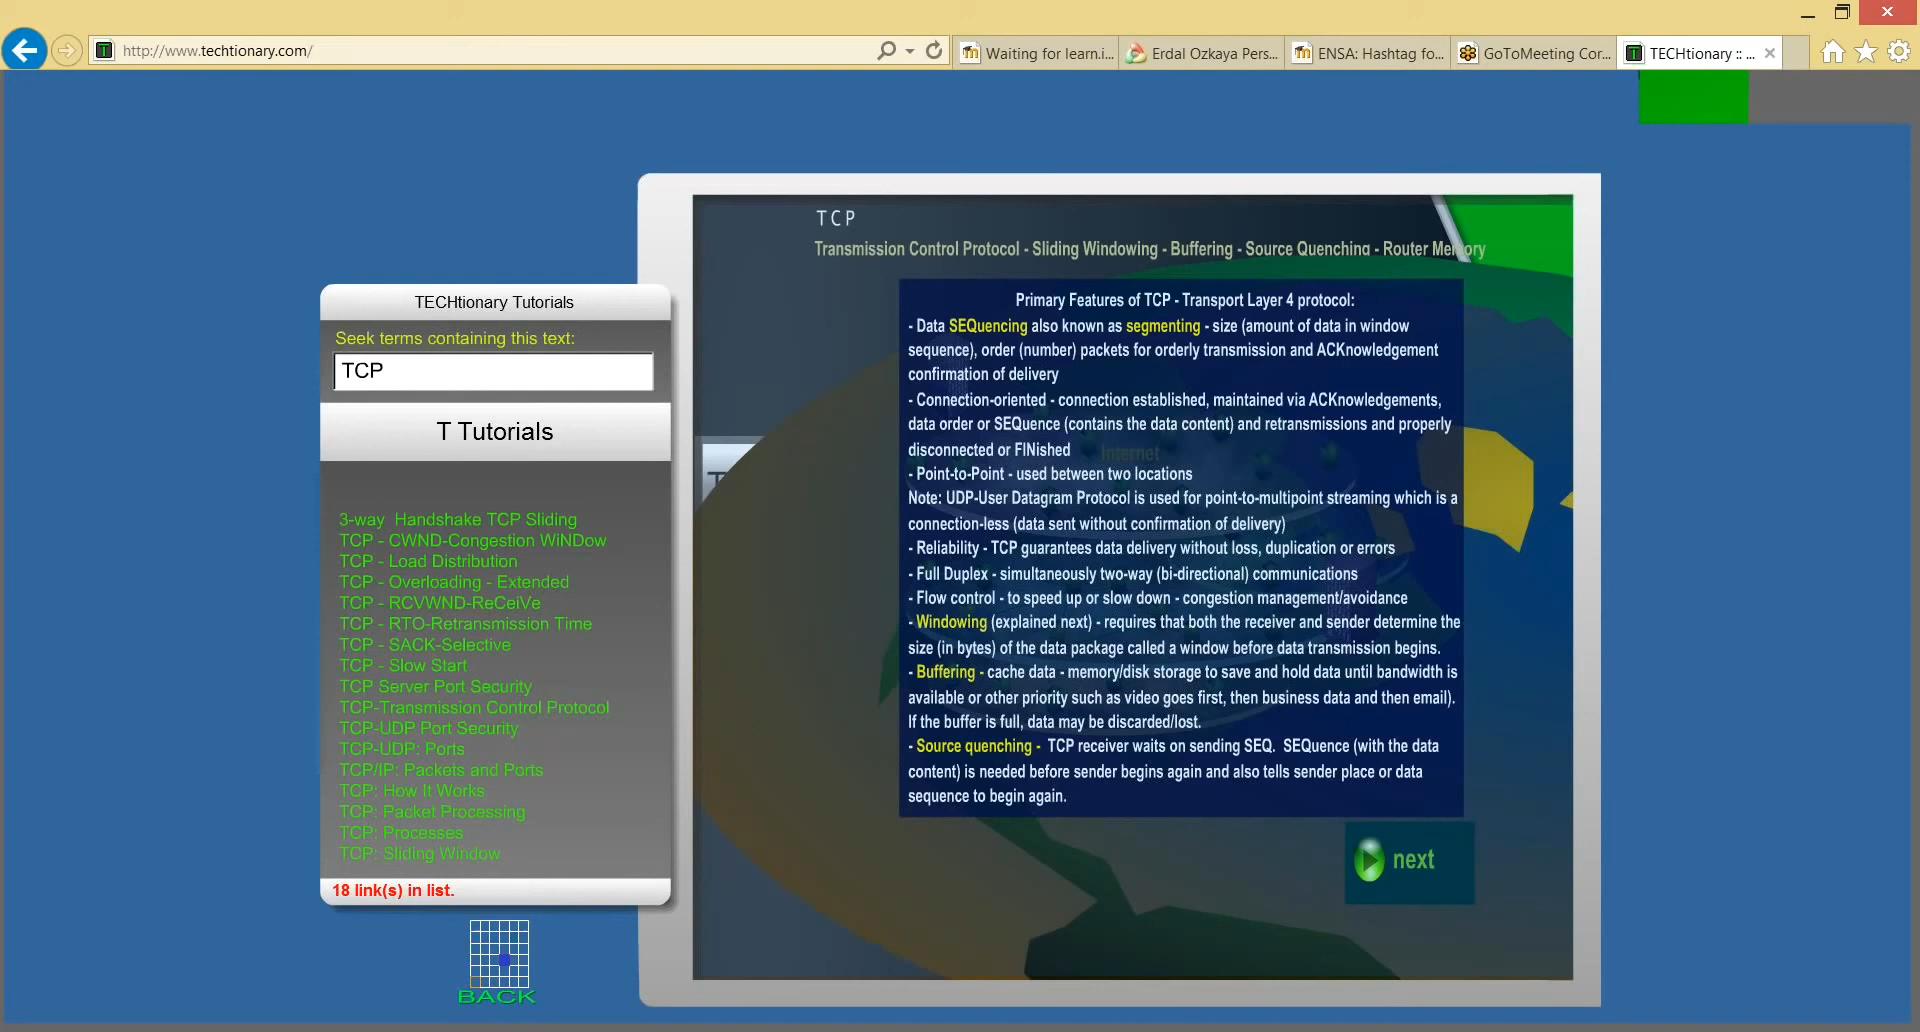 http://www.techtionary.com/
Waiting for learn.i...
Erdal Ozkaya Pers...
ENSA: Hashtag fo...
GoToMeeting Cor...
TECHtionary :: ...
TCP
Transmission Control Protocol - Sliding Windowing - Buffering - Source Quenching - Router Memory
TECHtionary Tutorials
Seek terms containing this text:
TCP
T Tutorials
3-way Handshake TCP Sliding
TCP - CWND-Congestion WiNDow
TCP - Load Distribution
TCP - Overloading - Extended
TCP - RCVWND-ReCeiVe
TCP - RTO-Retransmission Time
TCP - SACK-Selective
TCP - Slow Start
TCP Server Port Security
TCP-Transmission Control Protocol
TCP-UDP Port Security
TCP-UDP: Ports
TCP/IP: Packets and Ports
TCP: How It Works
TCP: Packet Processing
TCP: Processes
TCP: Sliding Window
18 link(s) in list.
BACK
Primary Features of TCP - Transport Layer 4 protocol:
- Data SEQuencing also known as segmenting - size (amount of data in window
sequence), order (number) packets for orderly transmission and ACKnowledgement
confirmation of delivery
- Connection-oriented - connection established, maintained via ACKnowledgements,
data order or SEQuence (contains the data content) and retransmissions and properly
disconnected or FINished
Internet
- Point-to-Point - used between two locations
Note: UDP-User Datagram Protocol is used for point-to-multipoint streaming which is a
connection-less (data sent without confirmation of delivery)
- Reliability - TCP guarantees data delivery without loss, duplication or errors
- Full Duplex - simultaneously two-way (bi-directional) communications
- Flow control - to speed up or slow down - congestion management/avoidance
- Windowing (explained next) - requires that both the receiver and sender determine the
size (in bytes) of the data package called a window before data transmission begins.
- Buffering - cache data - memory/disk storage to save and hold data until bandwidth is
available or other priority such as video goes first, then business data and then email).
If the buffer is full, data may be discarded/lost.
- Source quenching - TCP receiver waits on sending SEQ. SEQuence (with the data
content) is needed before sender begins again and also tells sender place or data
sequence to begin again.
next